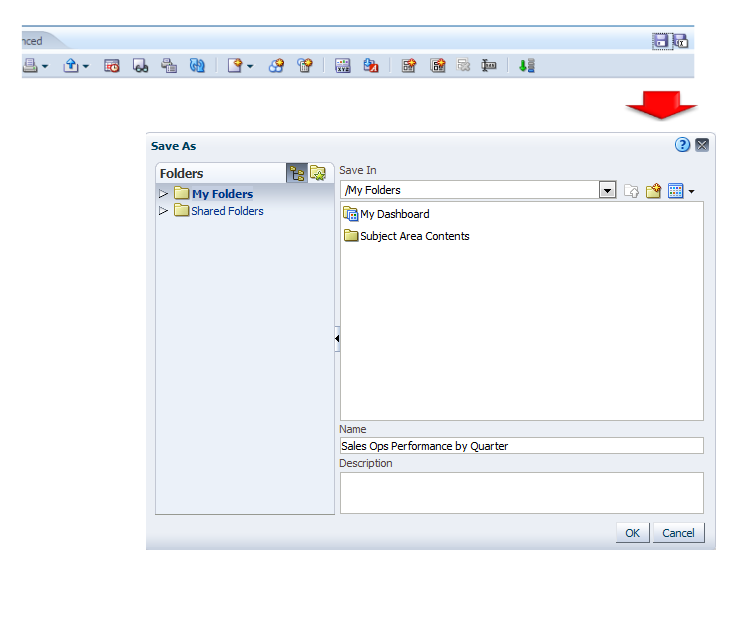 nced
Save As
Folders
My Folders
Shared Folders
Save In
/My Folders
My Dashboard
Subject Area Contents
Name
Sales Ops Performance by Quarter
Description
OK
Cancel